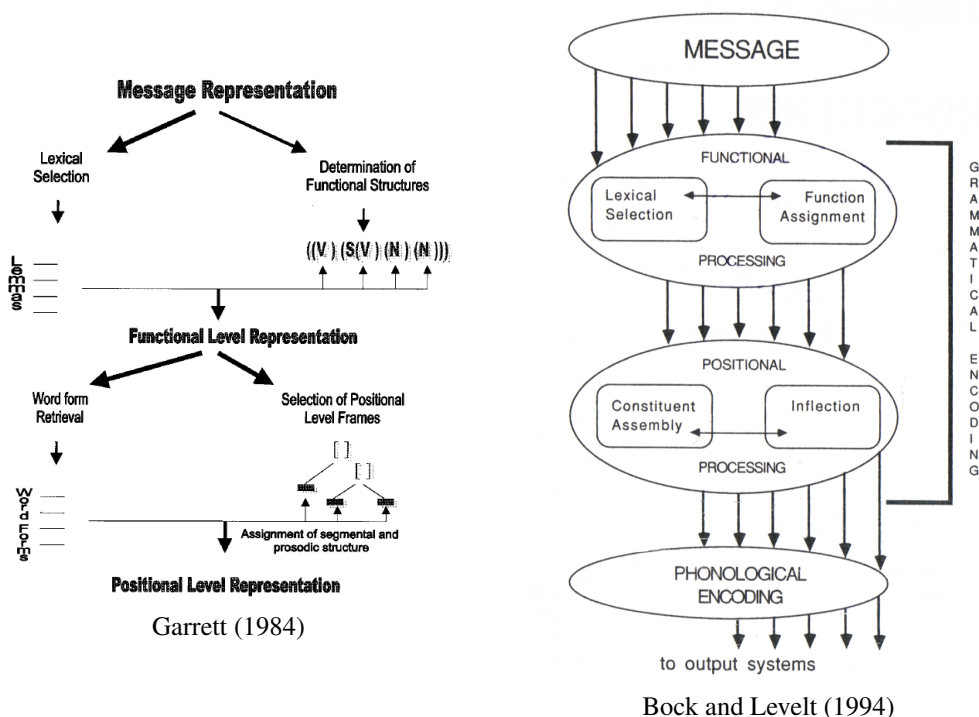 Message Representation
Lexical
Selection
Determination of
Functional Structures
((V) (S(V) (N) (N)))
Lemmas
Functional Level Representation
Word form
Retrieval
Selection of Positional
Level Frames
[ ]
[ ]
Word Forms
Assignment of segmental and
prosodic structure
Positional Level Representation
Garrett (1984)
MESSAGE
FUNCTIONAL
Lexical
Selection
Function
Assignment
PROCESSING
POSITIONAL
Constituent
Assembly
Inflection
PROCESSING
GRAMMATICAL ENCODING
PHONOLOGICAL
ENCODING
to output systems
Bock and Levelt (1994)